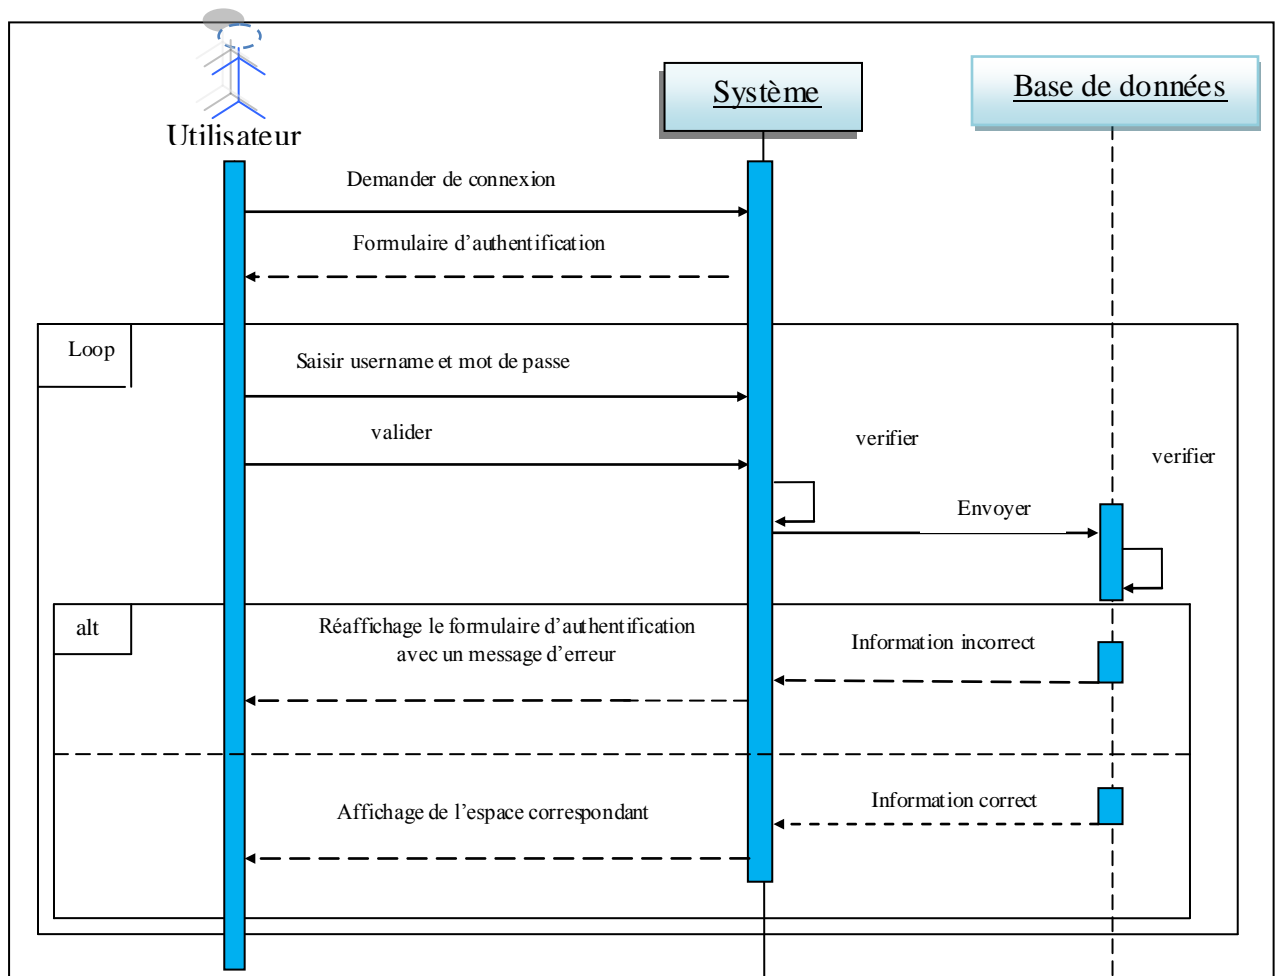 Utilisateur
Système
Base de données
Demander de connexion
Formulaire d'authentification
Loop
Saisir username et mot de passe
valider
verifier
verifier
Envoyer
alt
Réaffichage le formulaire d'authentification
avec un message d'erreur
Information incorrect
Affichage de l'espace correspondant
Information correct